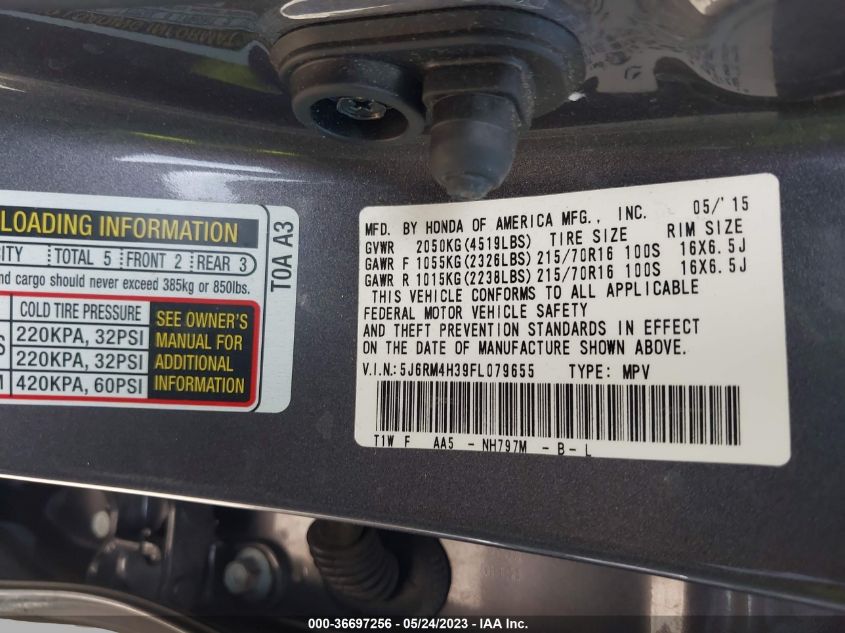 LOADING INFORMATION
TOTAL 5 FRONT 2 REAR 3
and cargo should never exceed 385kg or 850lbs.
COLD TIRE PRESSURE
220KPA, 32PSI
220KPA, 32PSI
420KPA, 60PSI
SEE OWNER'S
MANUAL FOR
ADDITIONAL
INFORMATION
T0A A3
MFD. BY HONDA OF AMERICA MFG., INC. 05/'15
GVWR 2050KG(4519LBS) TIRE SIZE RIM SIZE
GAWR F 1055KG(2326LBS) 215/70R16 100S 16X6.5J
GAWR R 1015KG(2238LBS) 215/70R16 100S 16X6.5J
THIS VEHICLE CONFORMS TO ALL APPLICABLE
FEDERAL MOTOR VEHICLE SAFETY
AND THEFT PREVENTION STANDARDS IN EFFECT
ON THE DATE OF MANUFACTURE SHOWN ABOVE.
V.I.N.:5J6RM4H39FL079655 TYPE: MPV
T1W F AA5 - NH797M - B - L
000-36697256 - 05/24/2023 - IAA Inc.